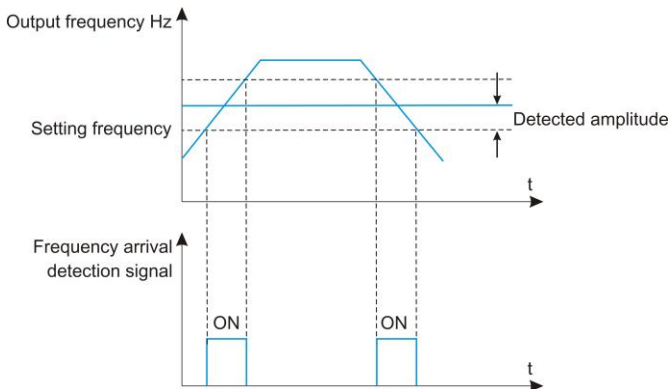 Output frequency Hz
Setting frequency
Detected amplitude
t
Frequency arrival
detection signal
ON
ON
t